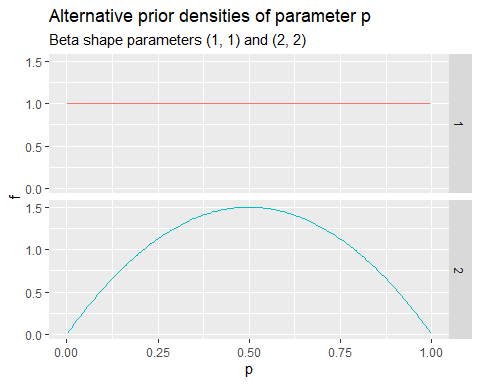 Alternative prior densities of parameter p
Beta shape parameters (1, 1) and (2, 2)
1.5
1.0
0.5
0.0
1
f
1.5
1.0
0.5
0.0
2
0.00 0.25 0.50 0.75 1.00
p